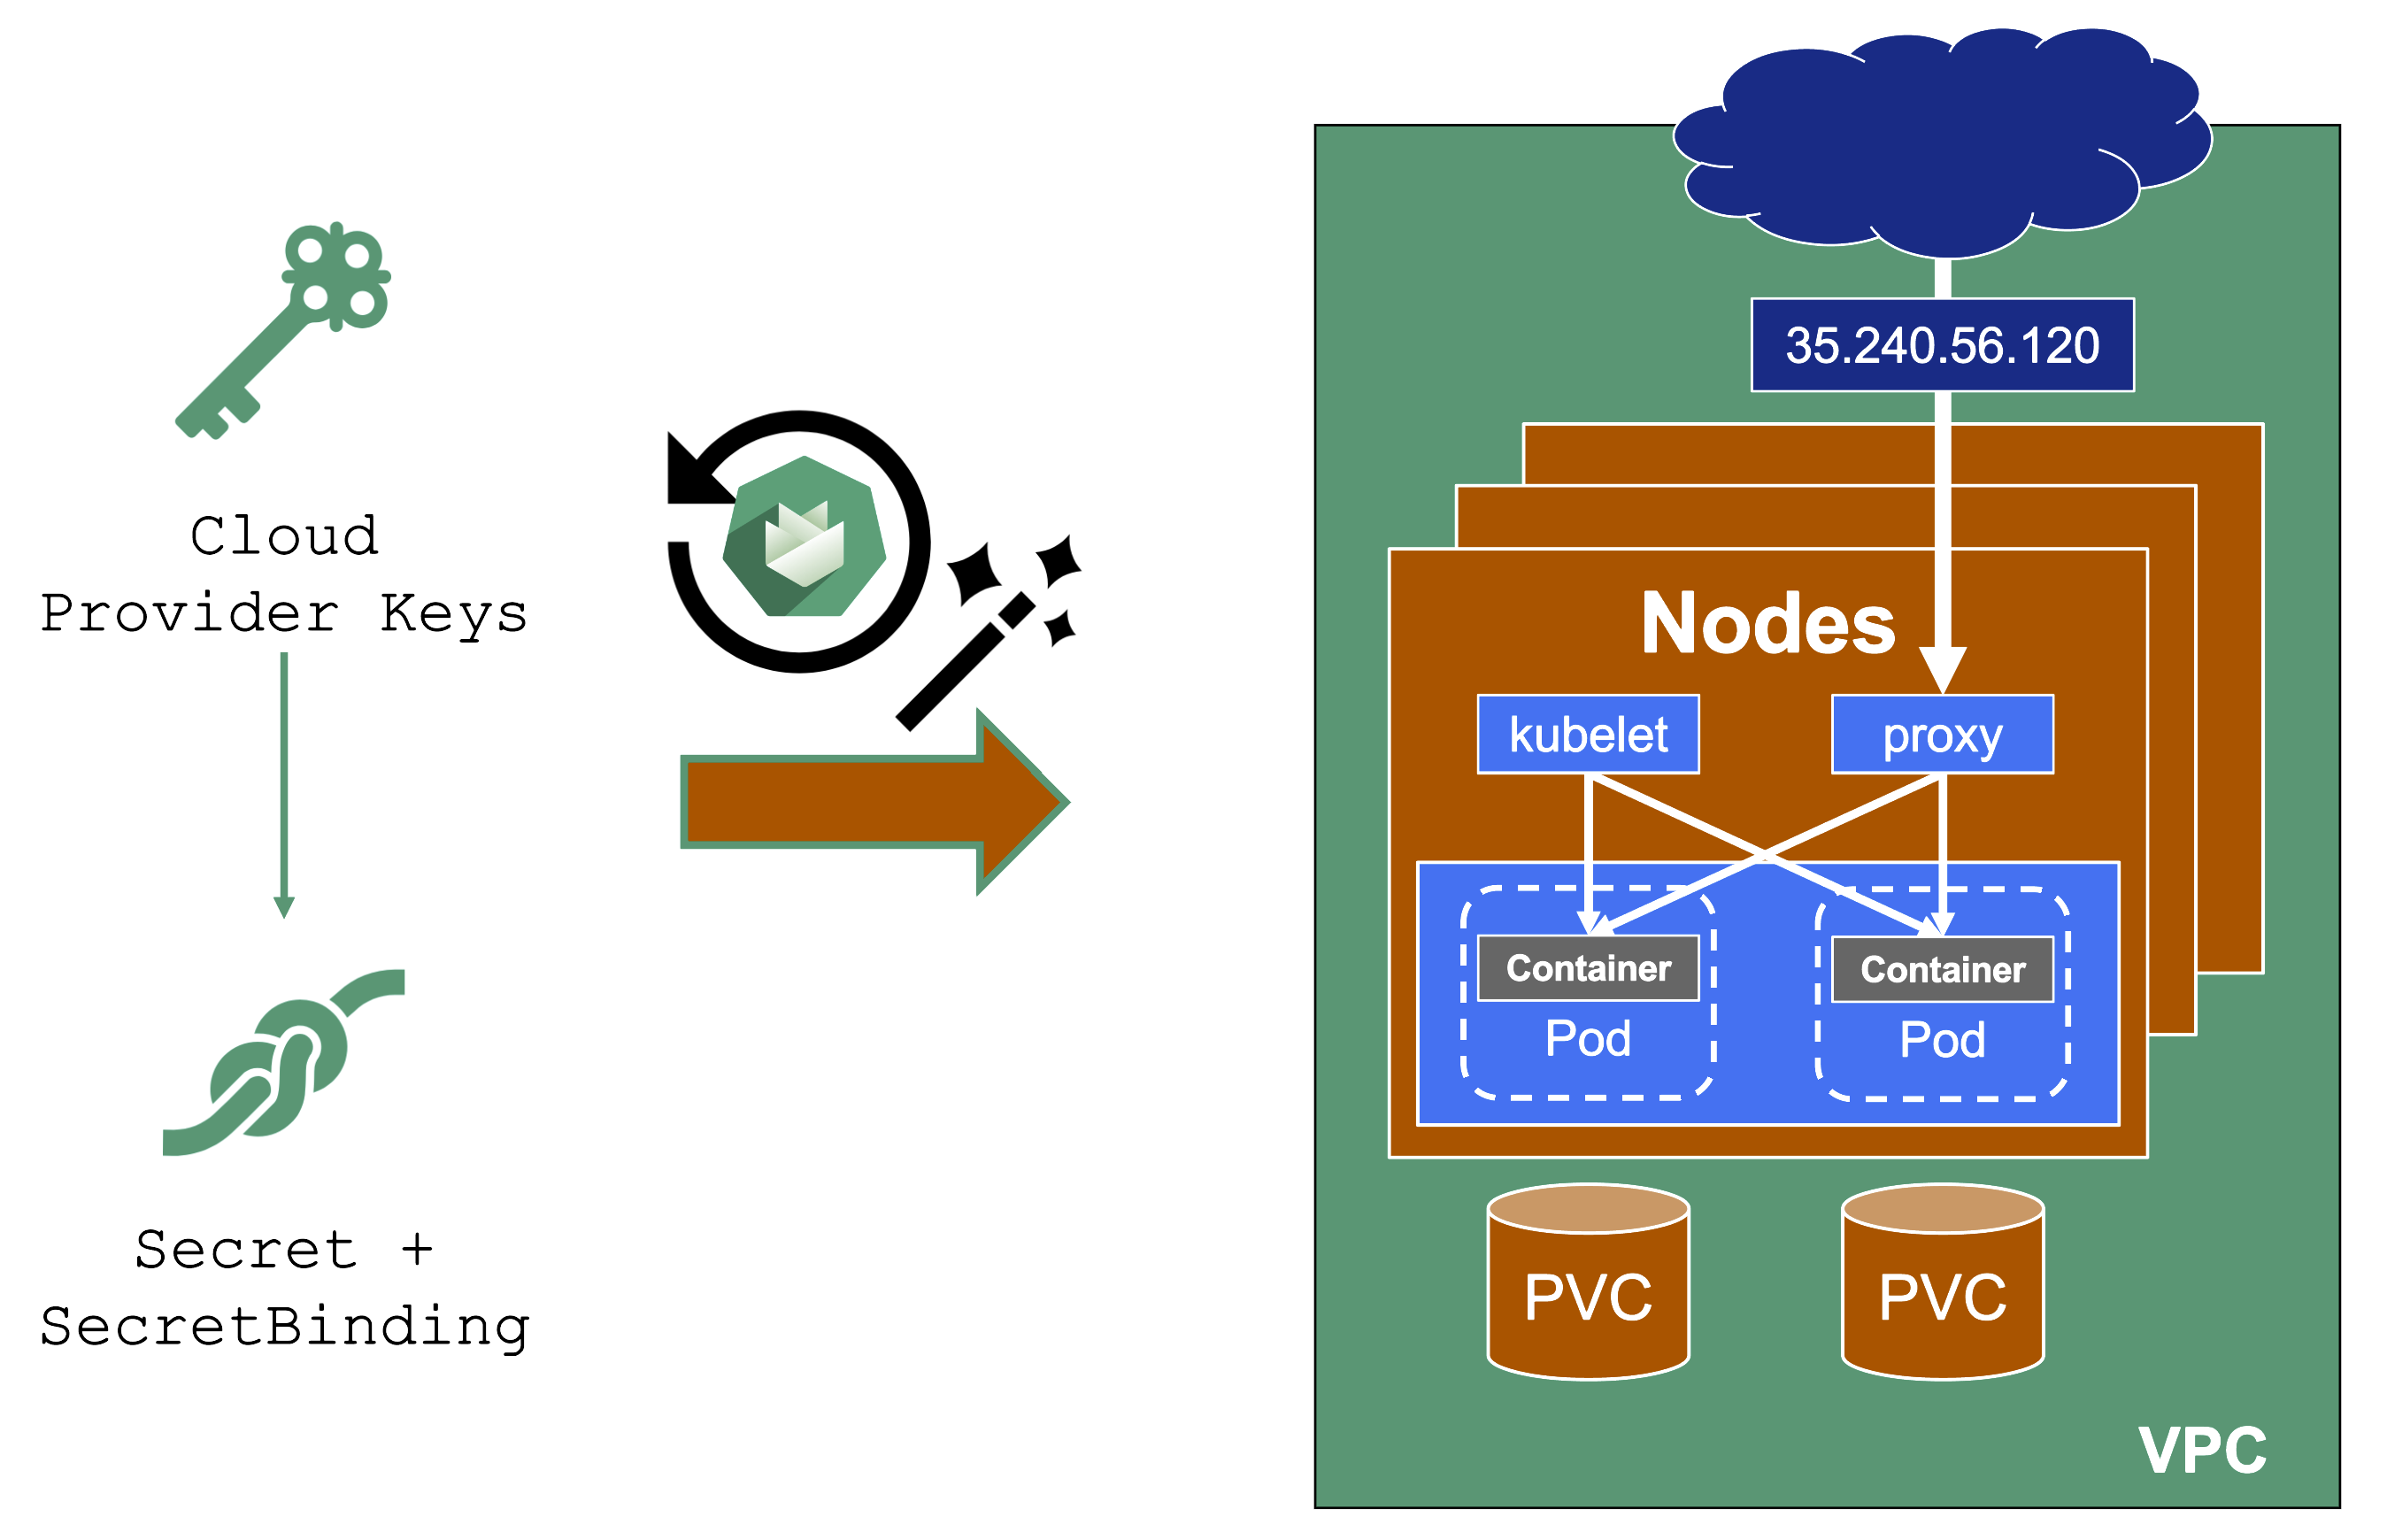 Cloud
Provider Keys
Secret +
SecretBinding
35.240.56.120
Nodes
kubelet
proxy
Container
Container
Pod
Pod
PVC
PVC
VPC